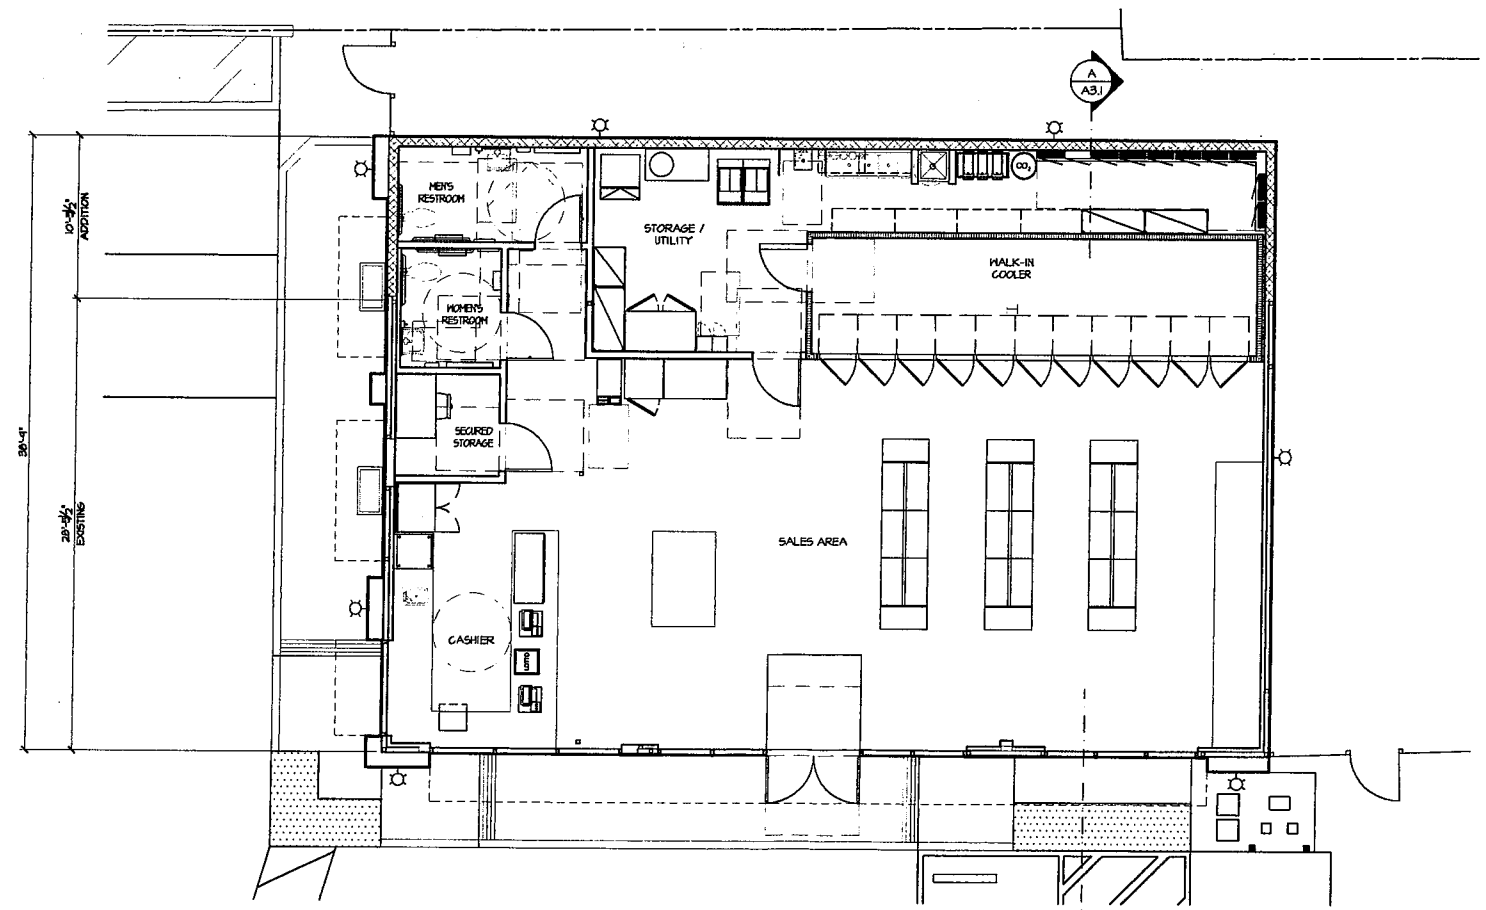 A
A3.1
MEN'S
RESTROOM
CO₂
10'-5½"
ADDITION
STORAGE /
UTILITY
WALK-IN
COOLER
WOMEN'S
RESTROOM
38'-4"
SECURED
STORAGE
28'-5½"
EXISTING
SALES AREA
CASHIER
LOTTO